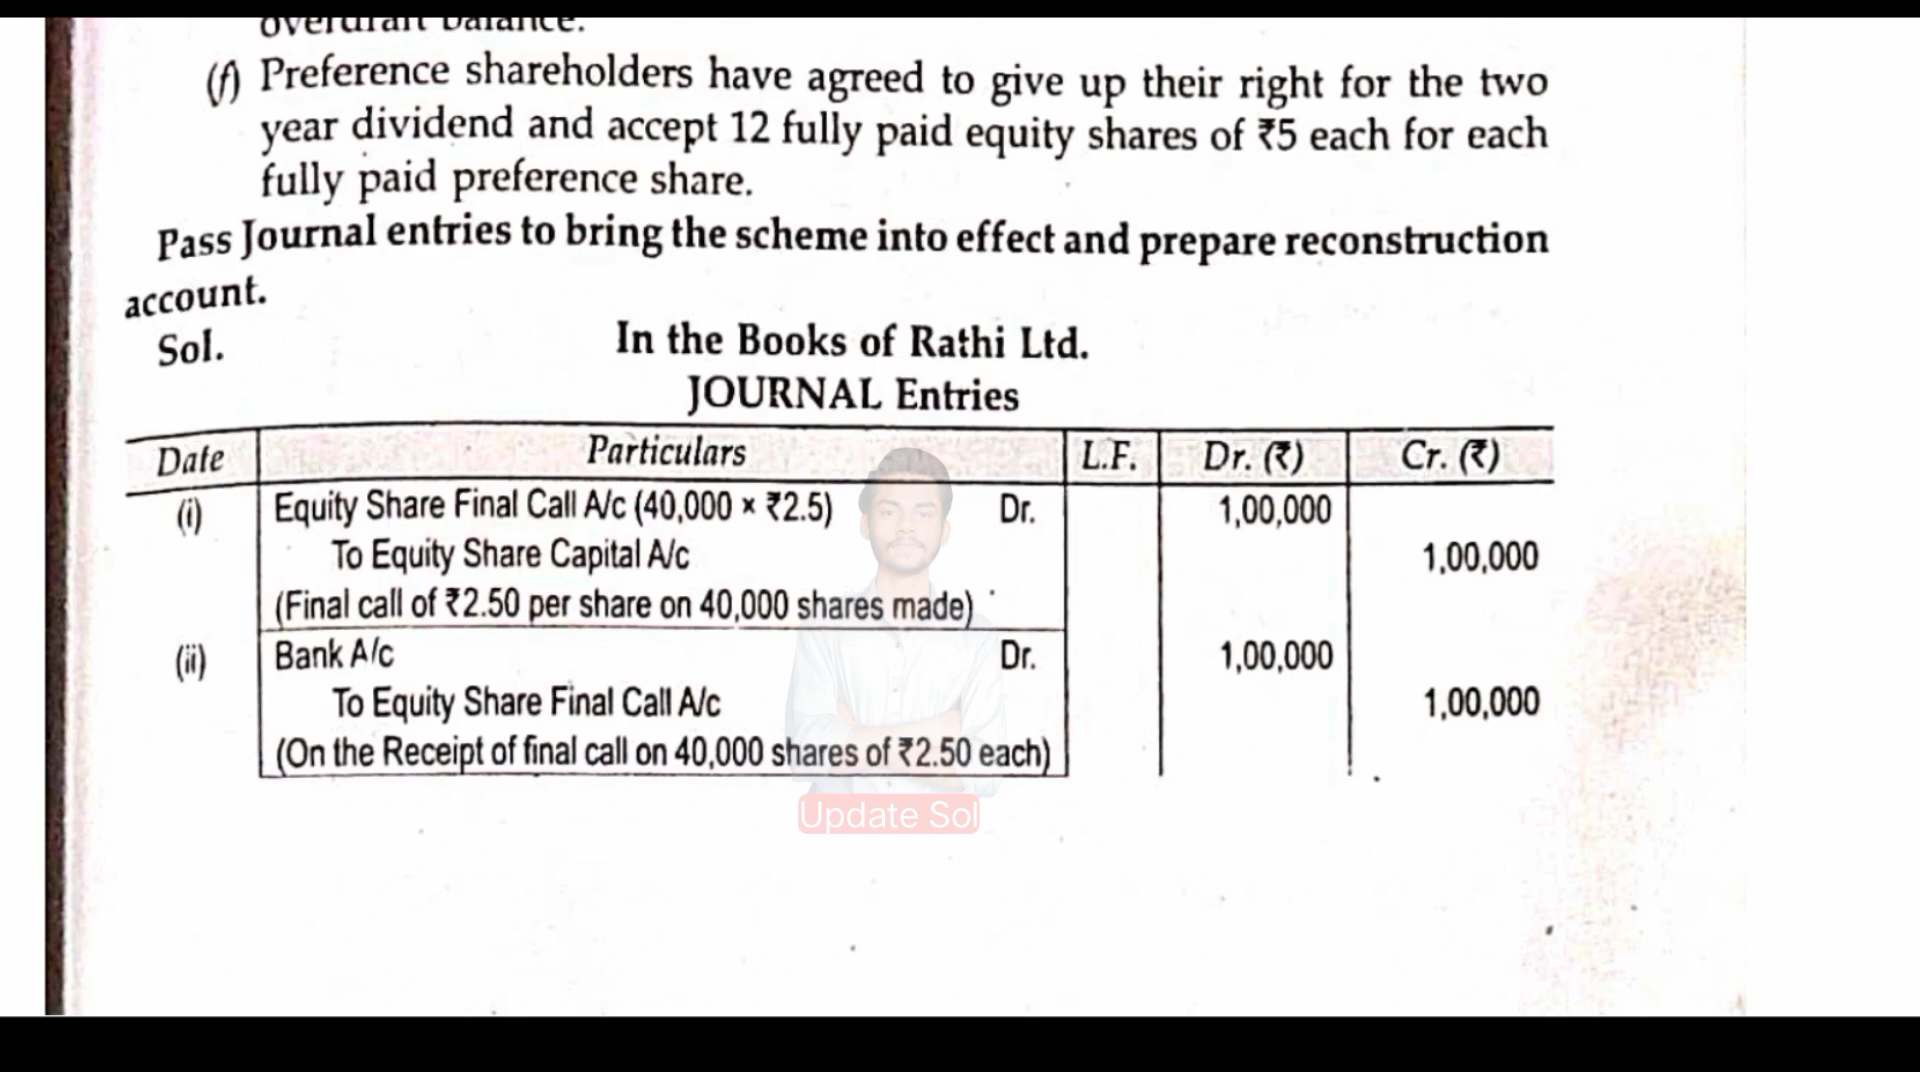 overdraft balance.
(f) Preference shareholders have agreed to give up their right for the two
year dividend and accept 12 fully paid equity shares of ₹5 each for each
fully paid preference share.
Pass Journal entries to bring the scheme into effect and prepare reconstruction
account.
Sol. In the Books of Rathi Ltd.
JOURNAL Entries
Date Particulars L.F. Dr. (₹) Cr. (₹)
(i) Equity Share Final Call A/c (40,000 × ₹2.5) Dr. 1,00,000
To Equity Share Capital A/c 1,00,000
(Final call of ₹2.50 per share on 40,000 shares made)
(ii) Bank A/c Dr. 1,00,000
To Equity Share Final Call A/c 1,00,000
(On the Receipt of final call on 40,000 shares of ₹2.50 each)
Update Sol